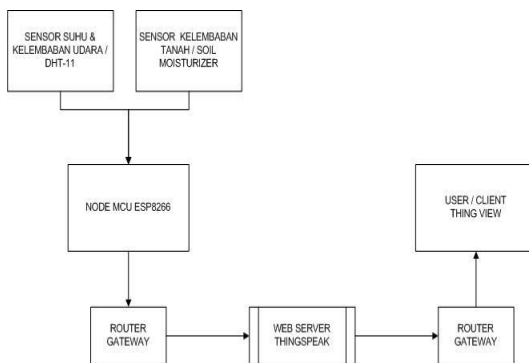 SENSOR SUHU &
KELEMBABAN UDARA /
DHT-11
SENSOR KELEMBABAN
TANAH / SOIL
MOISTURIZER
NODE MCU ESP8266
USER / CLIENT
THING VIEW
ROUTER
GATEWAY
WEB SERVER
THINGSPEAK
ROUTER
GATEWAY